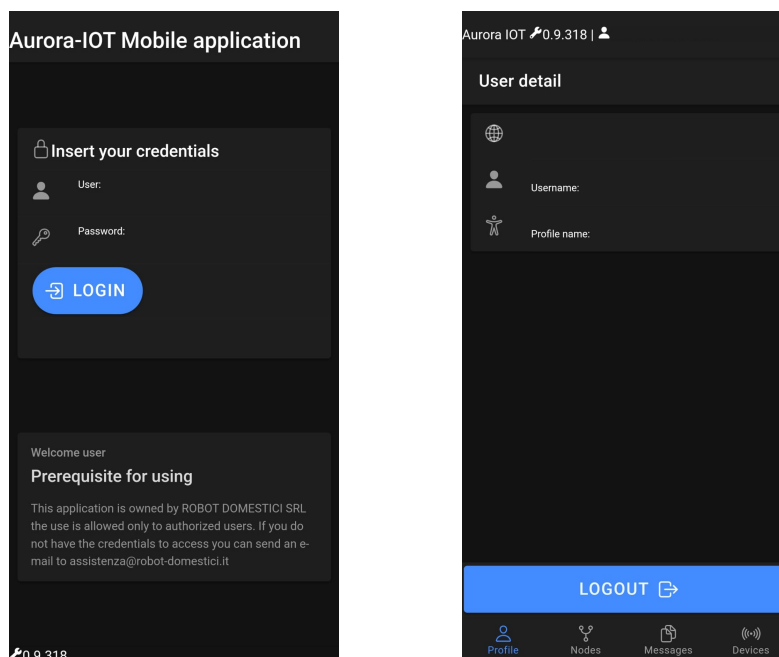 Aurora-IOT Mobile application
Insert your credentials
User:
Password:
LOGIN
Welcome user
Prerequisite for using
This application is owned by ROBOT DOMESTICI SRL
the use is allowed only to authorized users. If you do
not have the credentials to access you can send an e-
mail to assistenza@robot-domestici.it
0.9.318
Aurora IOT 0.9.318 |
User detail
Username:
Profile name:
LOGOUT
Profile Nodes Messages Devices